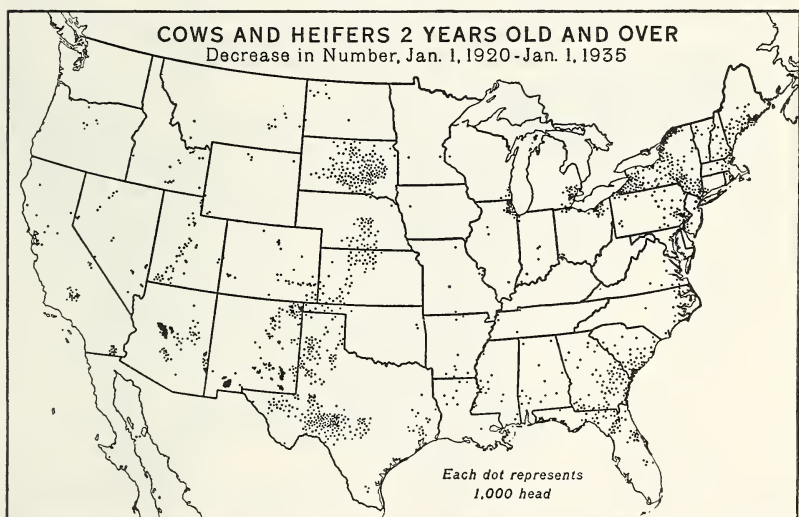 COWS AND HEIFERS 2 YEARS OLD AND OVER
Decrease in Number, Jan. 1, 1920-Jan. 1, 1935
Each dot represents
1,000 head